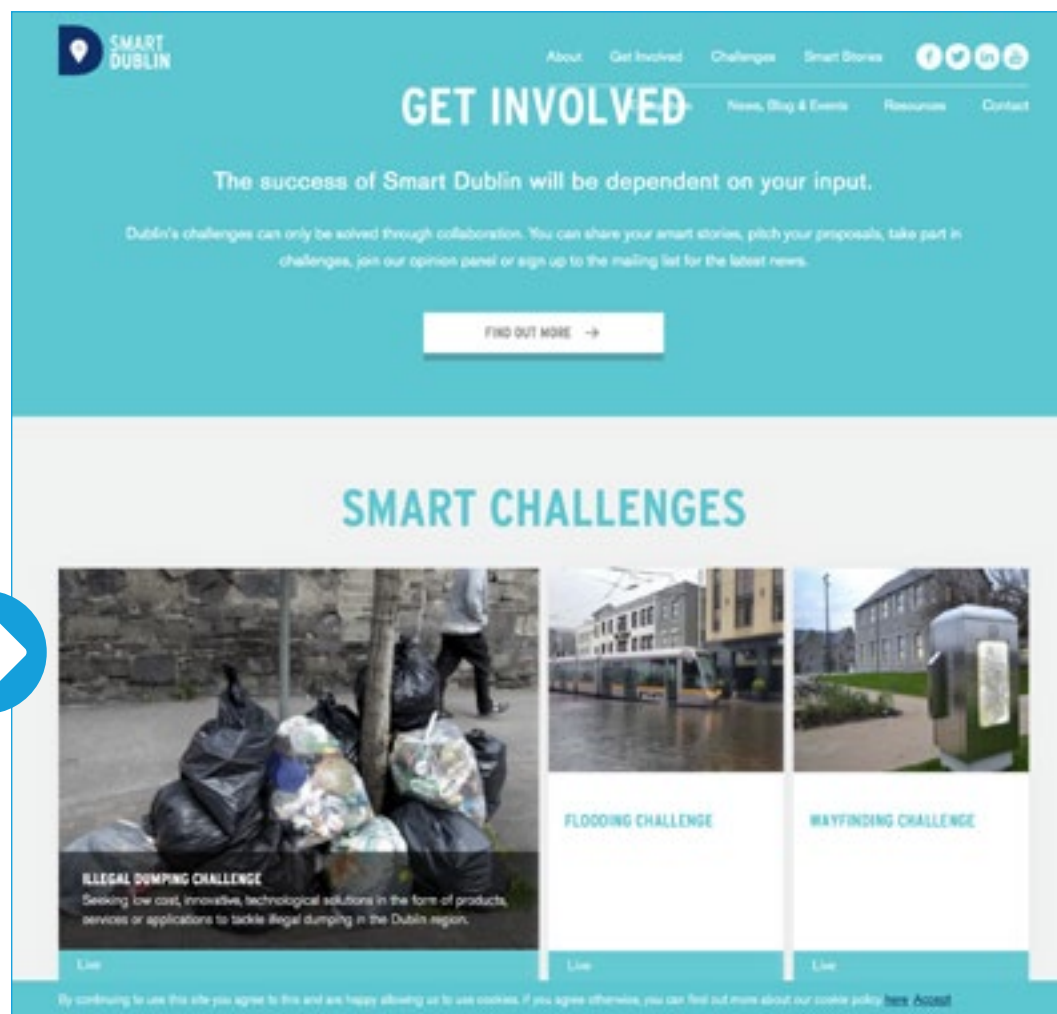 SMART
DUBLIN
About Get Involved Challenges Smart Stories
GET INVOLVED
News, Blog & Events Resources Contact
The success of Smart Dublin will be dependent on your input.
Dublin's challenges can only be solved through collaboration. You can share your smart stories, pitch your proposals, take part in
challenges, join our opinion panel or sign up to the mailing list for the latest news.
FIND OUT MORE →
SMART CHALLENGES
ILLEGAL DUMPING CHALLENGE
Seeking low cost, innovative, technological solutions in the form of products,
services or applications to tackle illegal dumping in the Dublin region.
Live
FLOODING CHALLENGE
Live
WAYFINDING CHALLENGE
Live
By continuing to use this site you agree to this and are happy allowing us to use cookies. If you agree otherwise, you can find out more about our cookie policy here Accept